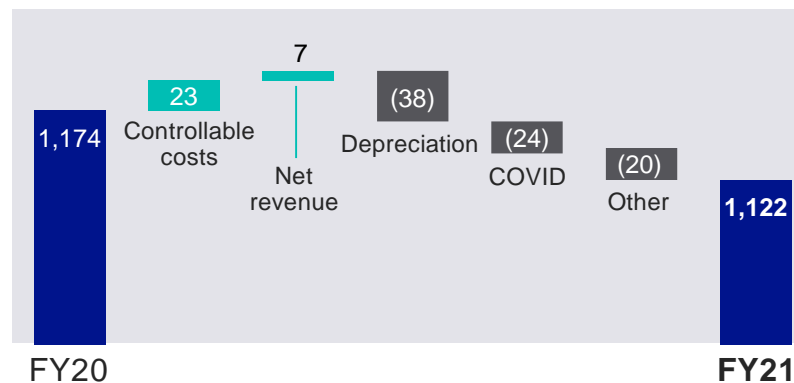 7
23
(38)
1,174
Controllable
costs
Depreciation
(24)
COVID
(20)
Net
revenue
Other
1,122
FY20
FY21